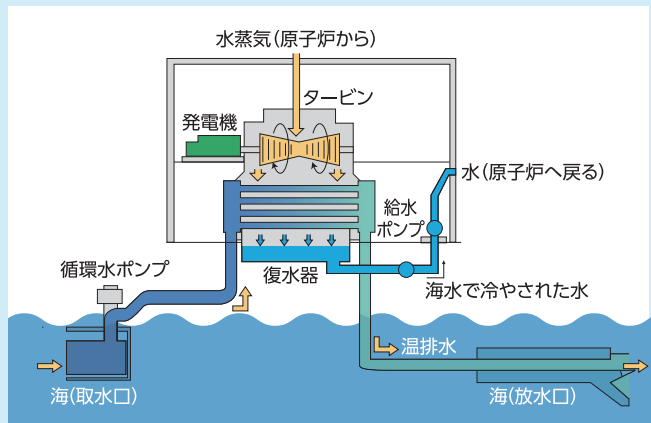 水蒸気(原子炉から)
タービン
発電機
水(原子炉へ戻る)
給水
ポンプ
循環水ポンプ
復水器
海水で冷やされた水
温排水
海(取水口)
海(放水口)